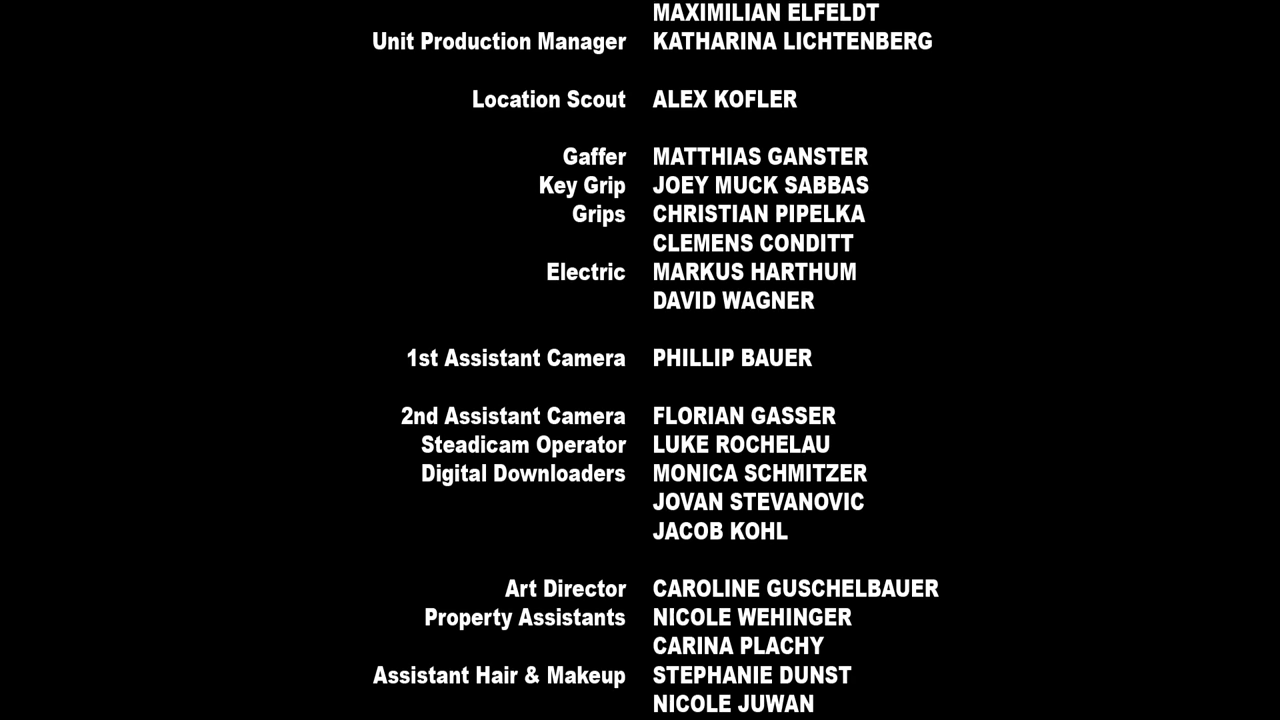 MAXIMILIAN ELFELDT
Unit Production Manager KATHARINA LICHTENBERG
Location Scout ALEX KOFLER
Gaffer MATTHIAS GANSTER
Key Grip JOEY MUCK SABBAS
Grips CHRISTIAN PIPELKA
CLEMENS CONDITT
Electric MARKUS HARTHUM
DAVID WAGNER
1st Assistant Camera PHILLIP BAUER
2nd Assistant Camera FLORIAN GASSER
Steadicam Operator LUKE ROCHELAU
Digital Downloaders MONICA SCHMITZER
JOVAN STEVANOVIC
JACOB KOHL
Art Director CAROLINE GUSCHELBAUER
Property Assistants NICOLE WEHINGER
CARINA PLACHY
Assistant Hair & Makeup STEPHANIE DUNST
NICOLE JUWAN